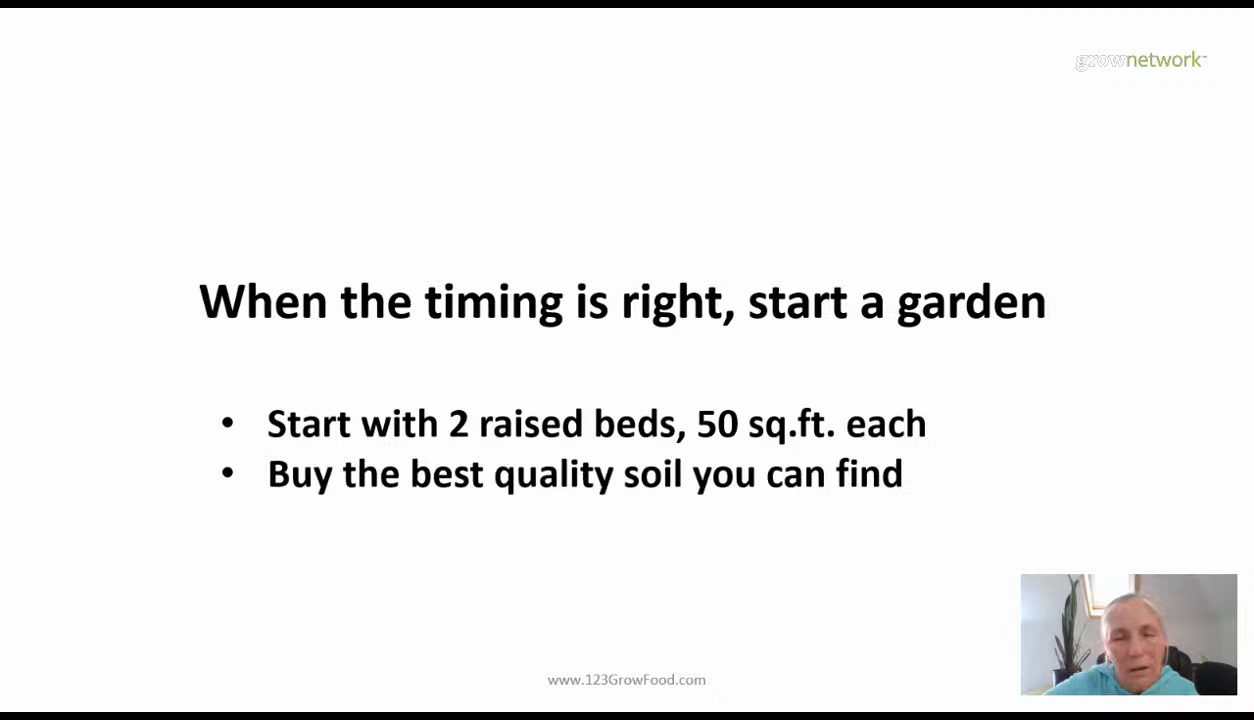 grownetwork™
When the timing is right, start a garden
• Start with 2 raised beds, 50 sq.ft. each
• Buy the best quality soil you can find
www.123GrowFood.com